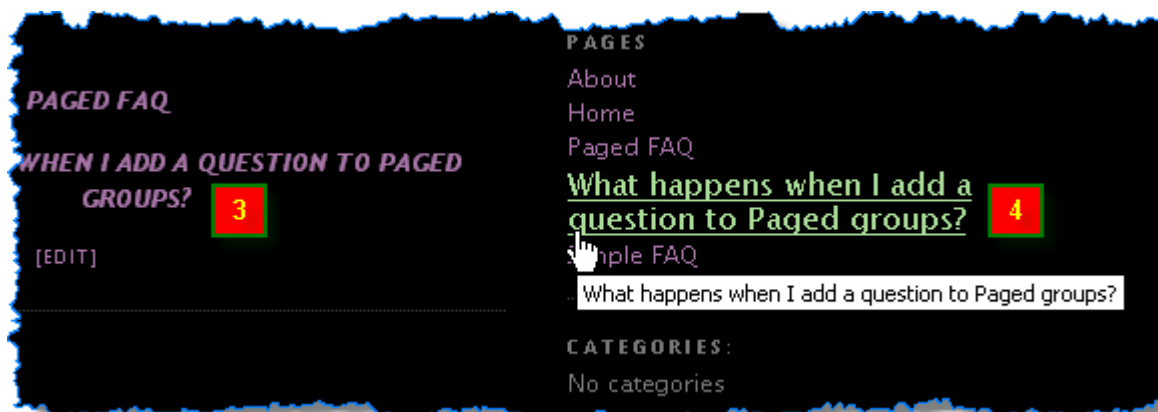 PAGED FAQ
WHEN I ADD A QUESTION TO PAGED
GROUPS?
3
[EDIT]
PAGES
About
Home
Paged FAQ
What happens when I add a
question to Paged groups?
4
FAQ
What happens when I add a question to Paged groups?
CATEGORIES:
No categories